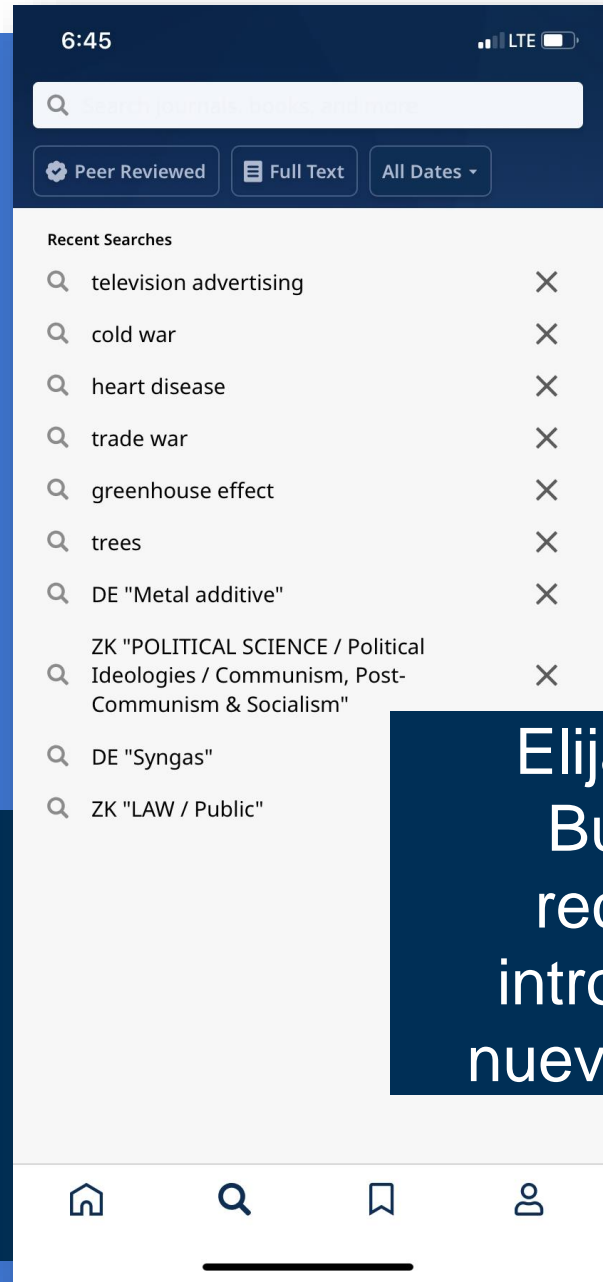 6:45
LTE
Peer Reviewed
Full Text
All Dates
Recent Searches
television advertising
cold war
heart disease
trade war
greenhouse effect
trees
DE "Metal additive"
ZK "POLITICAL SCIENCE / Political
Ideologies / Communism, Post-
Communism & Socialism"
DE "Syngas"
ZK "LAW / Public"